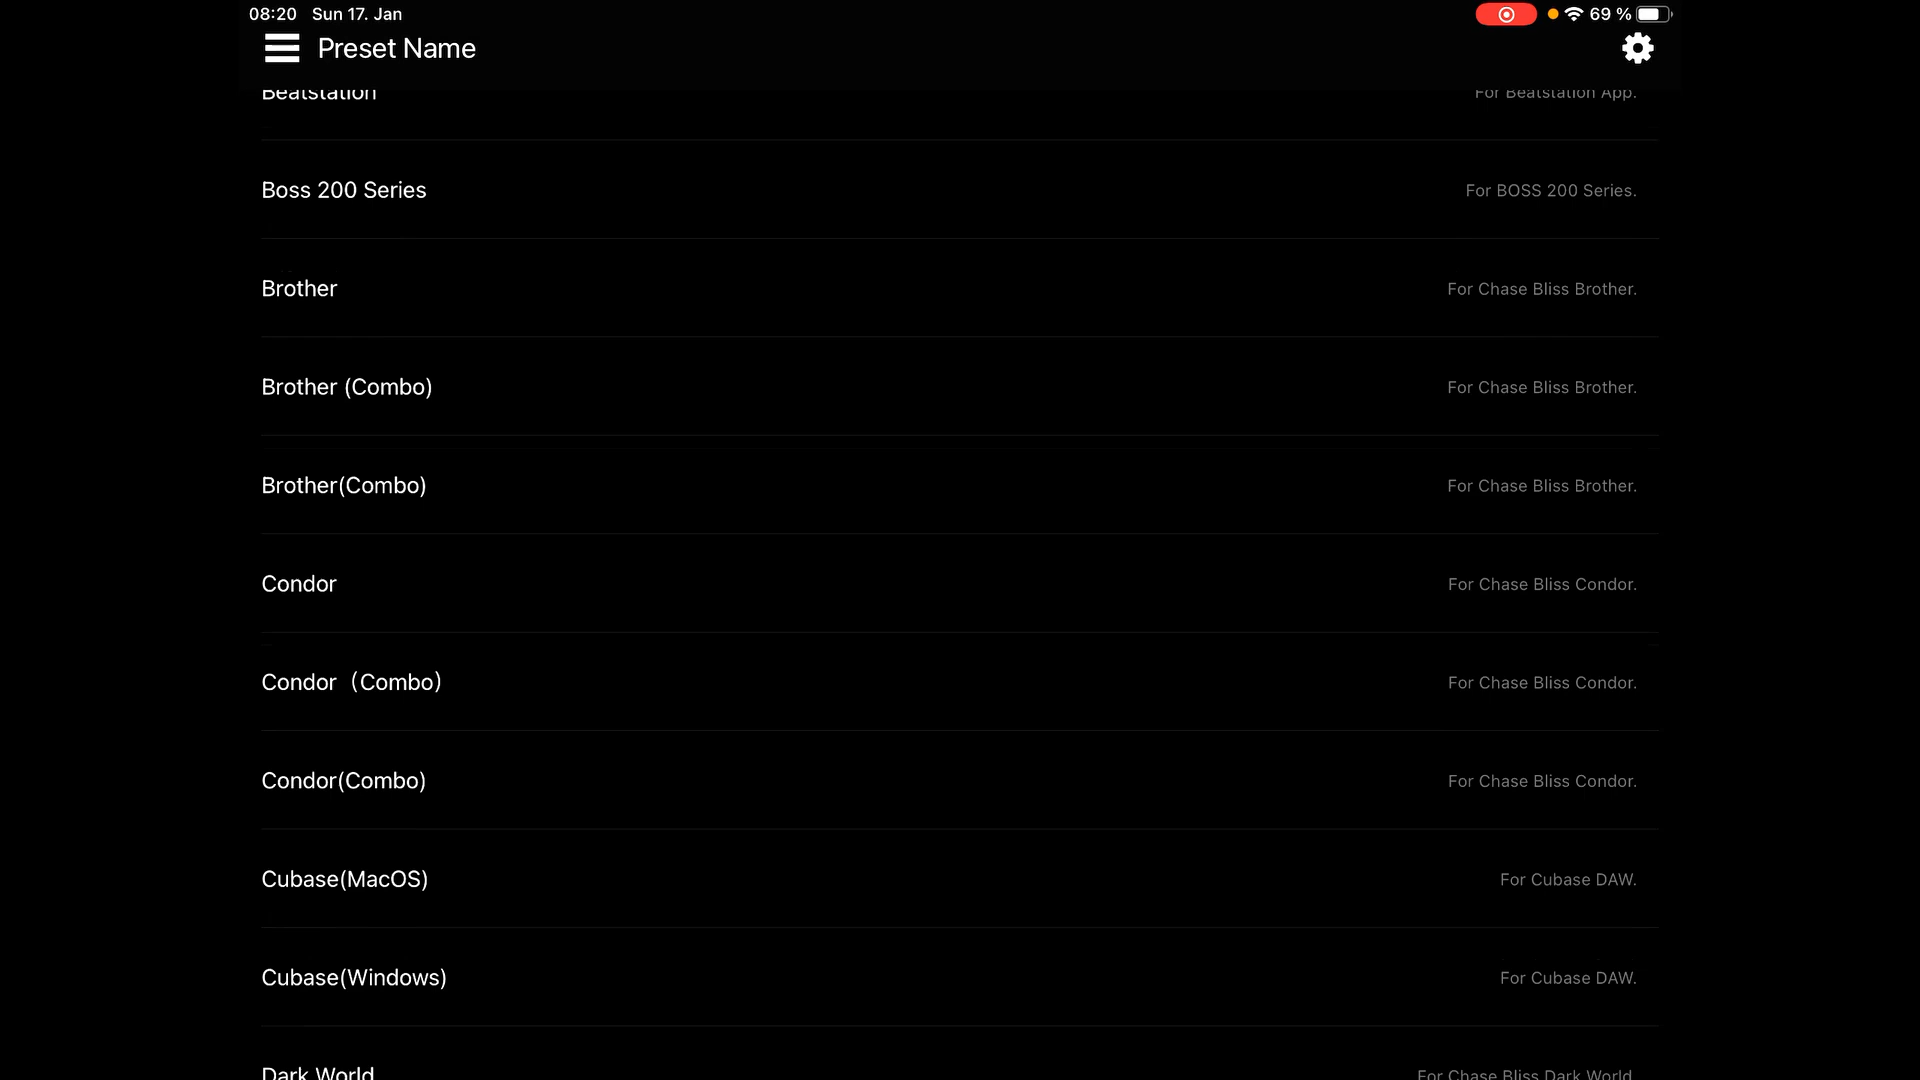 08:20 Sun 17. Jan 69 %
Preset Name
Beatstation For Beatstation App.
Boss 200 Series For BOSS 200 Series.
Brother For Chase Bliss Brother.
Brother (Combo) For Chase Bliss Brother.
Brother(Combo) For Chase Bliss Brother.
Condor For Chase Bliss Condor.
Condor（Combo） For Chase Bliss Condor.
Condor(Combo) For Chase Bliss Condor.
Cubase(MacOS) For Cubase DAW.
Cubase(Windows) For Cubase DAW.
Dark World For Chase Bliss Dark World.